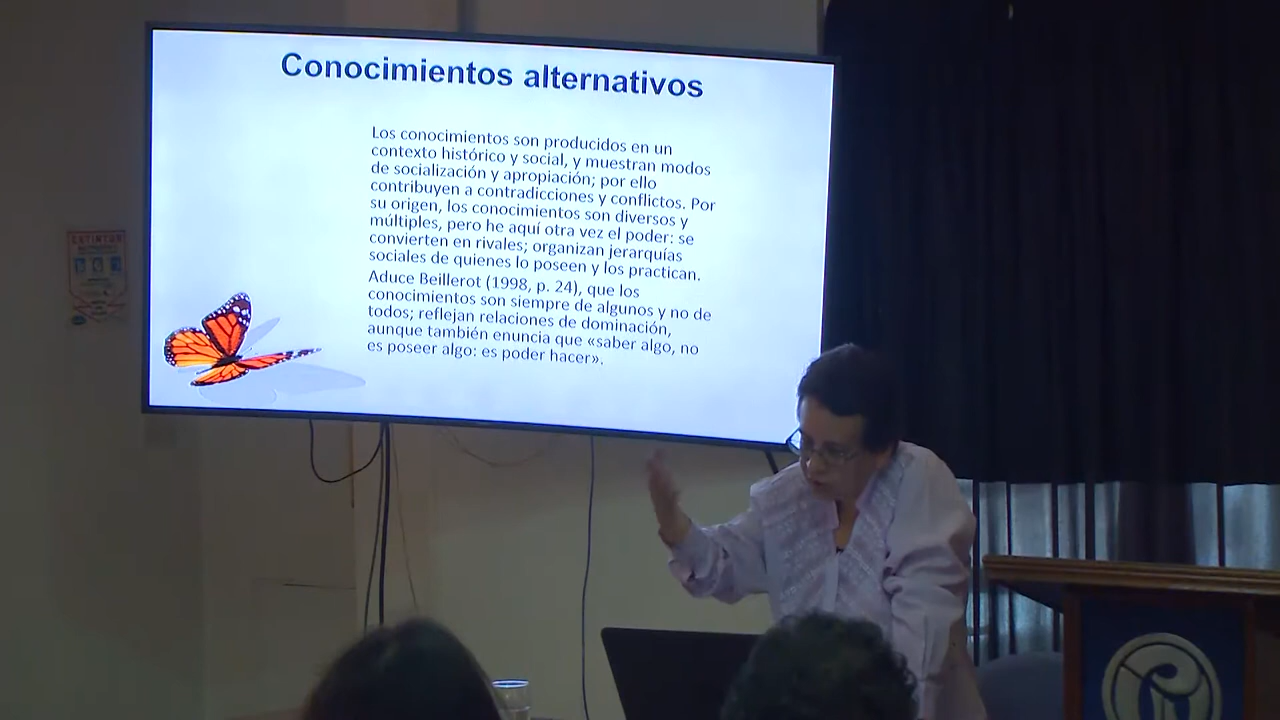 Conocimientos alternativos
Los conocimientos son producidos en un
contexto histórico y social, y muestran modos
de socialización y apropiación; por ello
contribuyen a contradicciones y conflictos. Por
su origen, los conocimientos son diversos y
múltiples, pero he aquí otra vez el poder: se
convierten en rivales; organizan jerarquías
sociales de quienes lo poseen y los practican.
Aduce Beillerot (1998, p. 24), que los
conocimientos son siempre de algunos y no de
todos; reflejan relaciones de dominación,
aunque también enuncia que «saber algo, no
es poseer algo: es poder hacer».
EXTINTOR